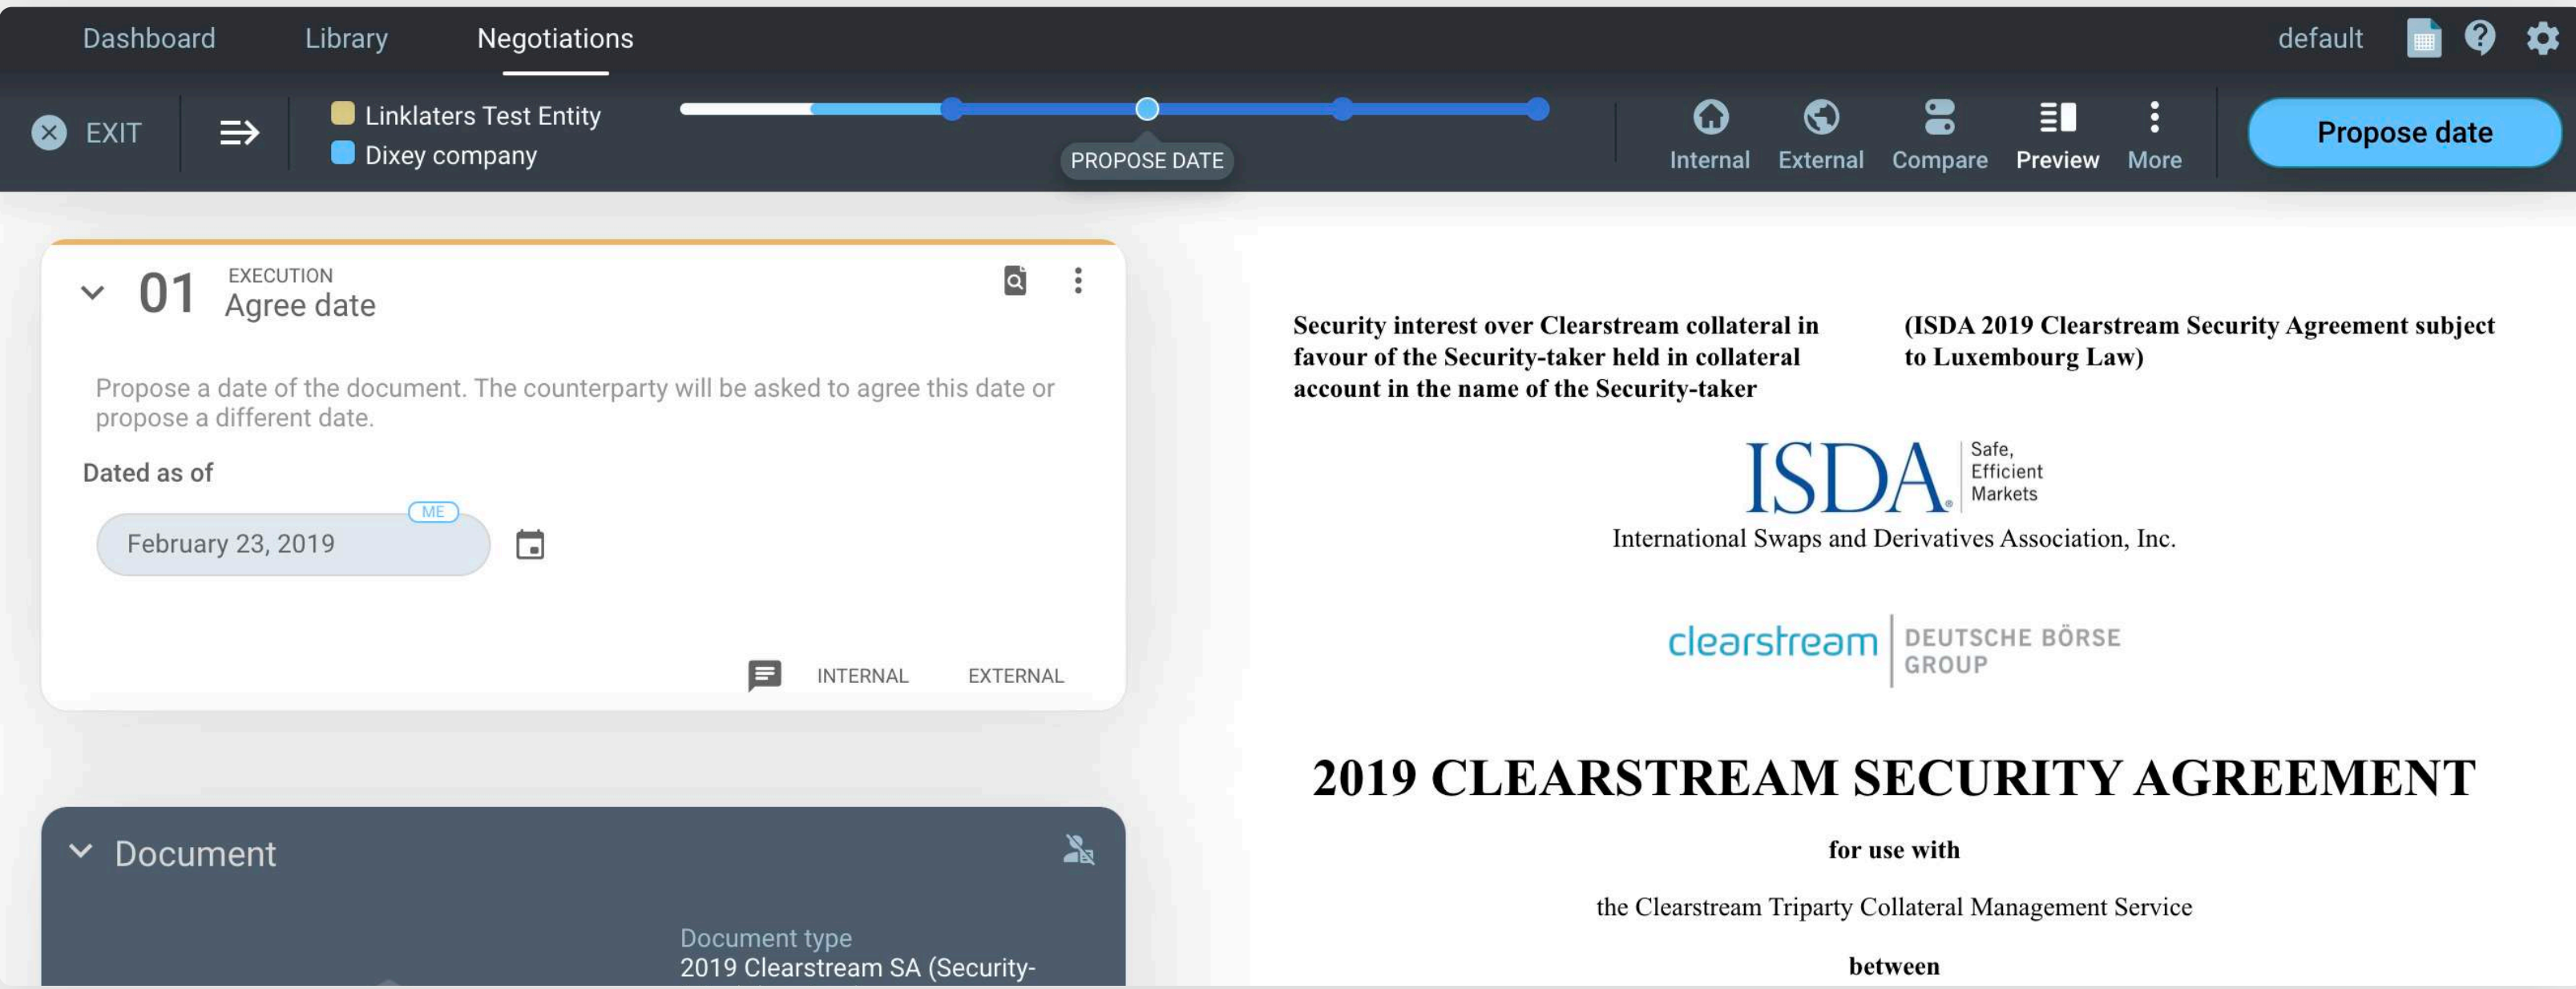 Dashboard
Library
Negotiations
default
EXIT
Linklaters Test Entity
Dixey company
PROPOSE DATE
Internal
External
Compare
Preview
More
Propose date
01
EXECUTION
Agree date
Propose a date of the document. The counterparty will be asked to agree this date or
propose a different date.
Dated as of
ME
February 23, 2019
INTERNAL
EXTERNAL
Document
Document type
2019 Clearstream SA (Security-
Security interest over Clearstream collateral in
favour of the Security-taker held in collateral
account in the name of the Security-taker
(ISDA 2019 Clearstream Security Agreement subject
to Luxembourg Law)
ISDA®
Safe,
Efficient
Markets
International Swaps and Derivatives Association, Inc.
clearstream
DEUTSCHE BÖRSE
GROUP
2019 CLEARSTREAM SECURITY AGREEMENT
for use with
the Clearstream Triparty Collateral Management Service
between